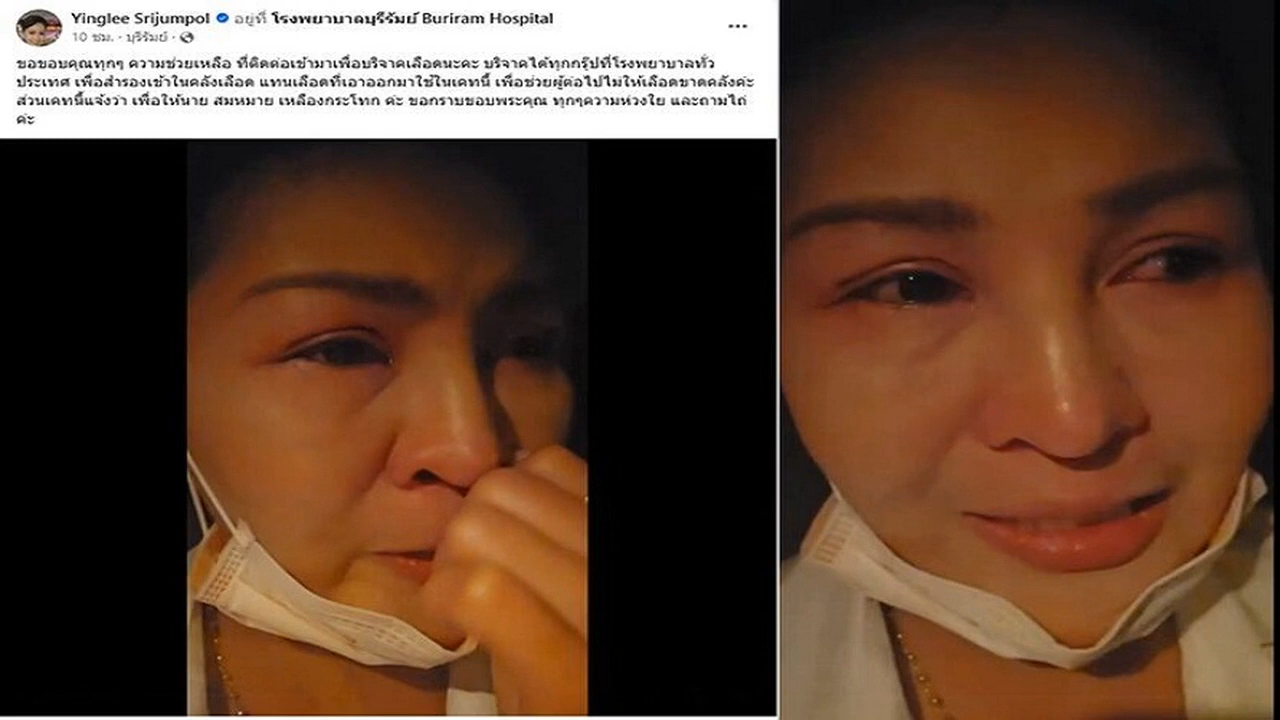 Yinglee Srijumpol อยู่ที่ โรงพยาบาลบุรีรัมย์ Buriram Hospital
10 ชม. · บุรีรัมย์ ·
ขอขอบคุณทุกๆ ความช่วยเหลือ ที่ติดต่อเข้ามาเพื่อบริจาคเลือดนะคะ บริจาคได้ทุกกรุ๊ปที่โรงพยาบาลทั่ว
ประเทศ เพื่อสำรองเข้าในคลังเลือด แทนเลือดที่เอาออกมาใช้ในเคทนี้ เพื่อช่วยผู้ต่อไปไม่ให้เลือดขาดคลังค่ะ
ส่วนเคทนี้แจ้งว่า เพื่อให้นาย สมหมาย เหลืองกระโทก ค่ะ ขอกราบขอบพระคุณ ทุกๆความห่วงใย และถามไถ่
ค่ะ